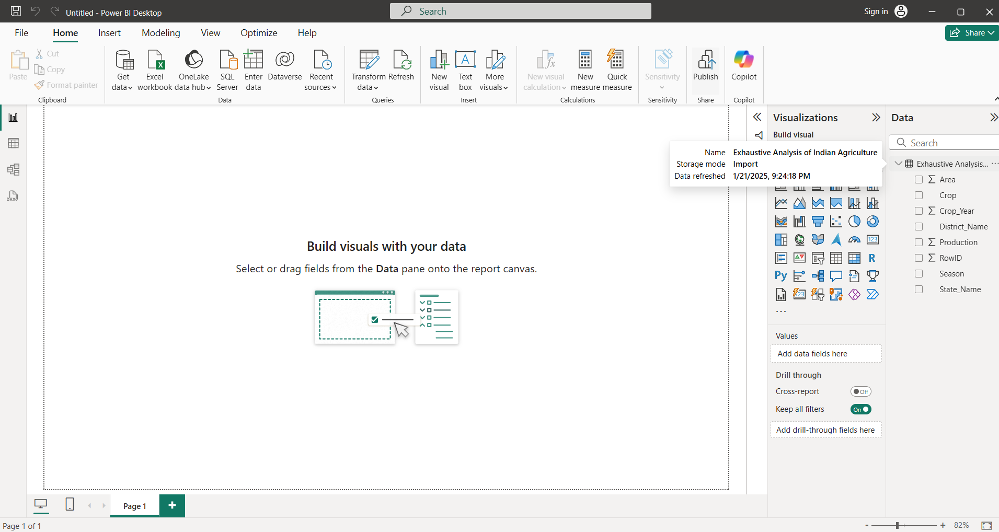 Untitled - Power BI Desktop
Search
Sign in
File
Home
Insert
Modeling
View
Optimize
Help
Share
Paste
Cut
Copy
Format painter
Clipboard
Get data
Excel workbook
OneLake data hub
SQL Server
Enter data
Dataverse
Recent sources
Data
Transform data
Refresh
Queries
New visual
Text box
More visuals
Insert
New visual calculation
New measure
Quick measure
Calculations
Sensitivity
Sensitivity
Publish
Share
Copilot
Copilot
Build visuals with your data
Select or drag fields from the Data pane onto the report canvas.
Visualizations
Build visual
Name Exhaustive Analysis of Indian Agriculture
Storage mode Import
Data refreshed 1/21/2025, 9:24:18 PM
123
R
Py
123
Values
Add data fields here
Drill through
Cross-report
Off
Keep all filters
On
Add drill-through fields here
Data
Search
Exhaustive Analysis...
Area
Crop
Crop_Year
District_Name
Production
RowID
Season
State_Name
DAX
Page 1
Page 1 of 1
82%